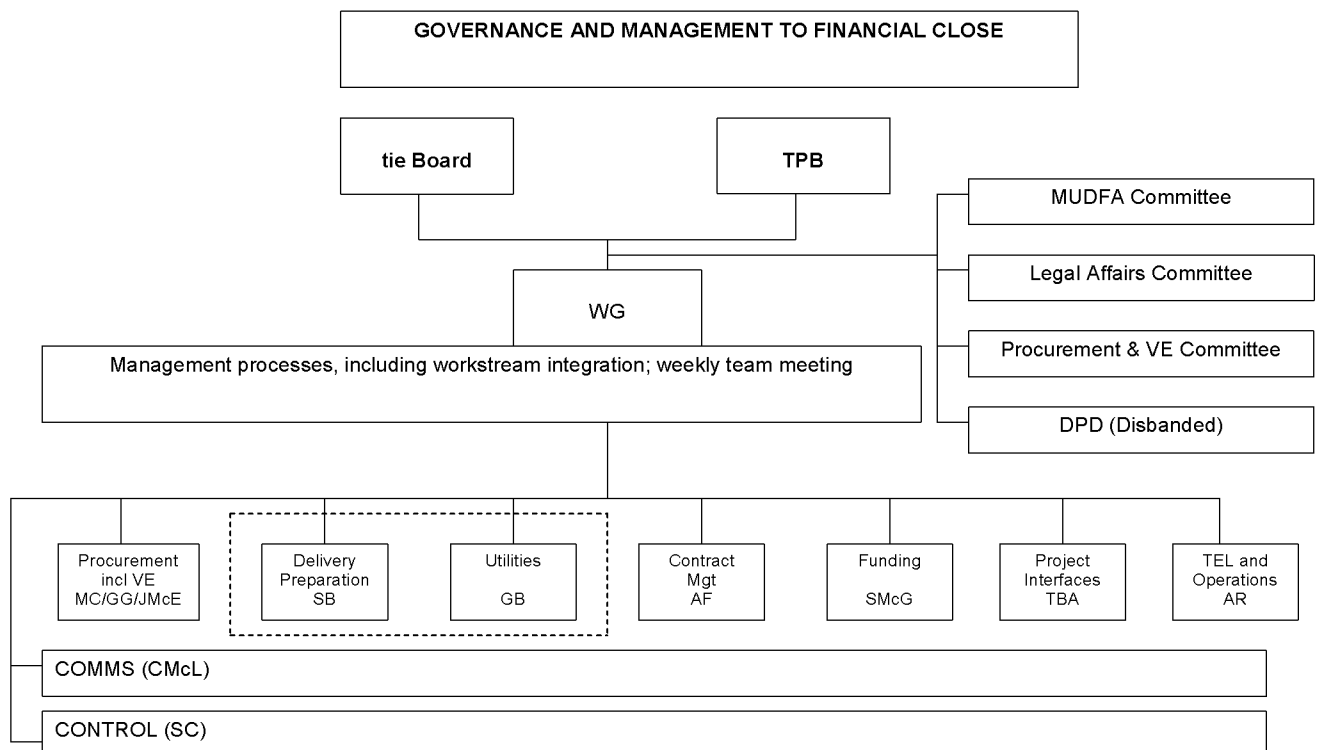 GOVERNANCE AND MANAGEMENT TO FINANCIAL CLOSE
tie Board
TPB
MUDFA Committee
Legal Affairs Committee
WG
Procurement & VE Committee
Management processes, including workstream integration; weekly team meeting
DPD (Disbanded)
Procurement
incl VE
MC/GG/JMcE
Delivery
Preparation
SB
Utilities
GB
Contract
Mgt
AF
Funding
SMcG
Project
Interfaces
TBA
TEL and
Operations
AR
COMMS (CMcL)
CONTROL (SC)